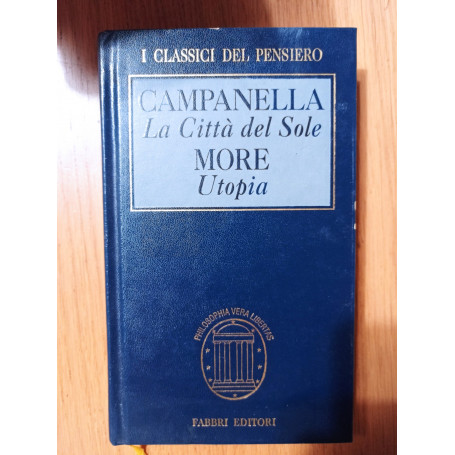 I CLASSICI DEL PENSIERO
CAMPANELLA
La Città del Sole
MORE
Utopia
PHILOSOPHIA VERA LIBERTAS
FABBRI EDITORI